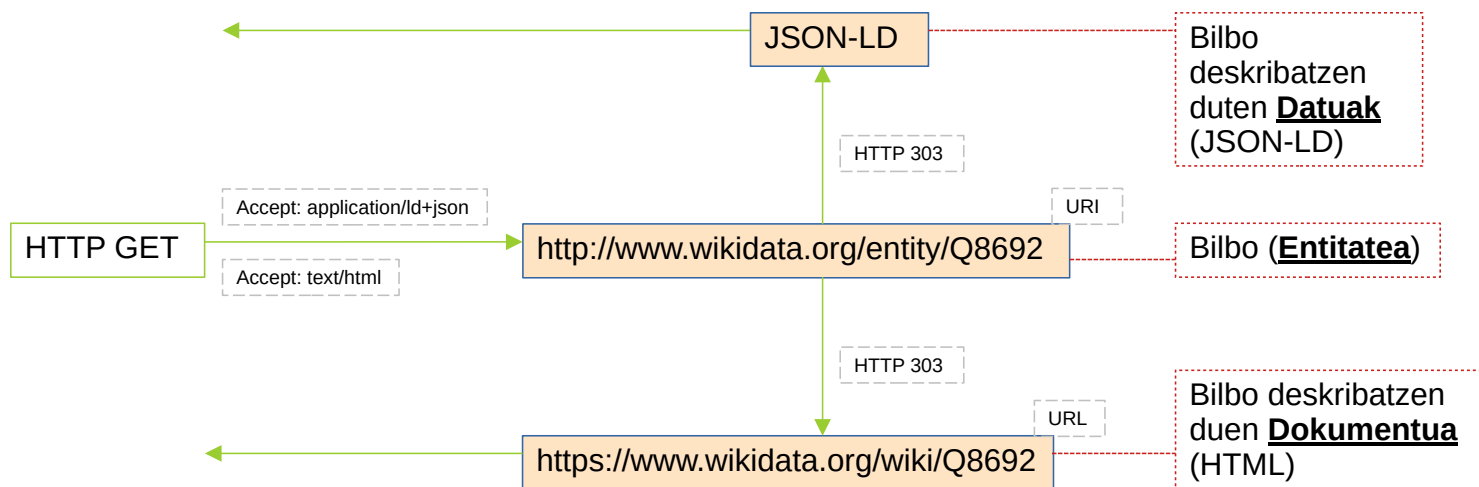 JSON-LD
Bilbo
deskribatzen
duten Datuak
(JSON-LD)
HTTP 303
Accept: application/ld+json
URI
HTTP GET
http://www.wikidata.org/entity/Q8692
Bilbo (Entitatea)
Accept: text/html
HTTP 303
Bilbo deskribatzen
duen Dokumentua
(HTML)
URL
https://www.wikidata.org/wiki/Q8692